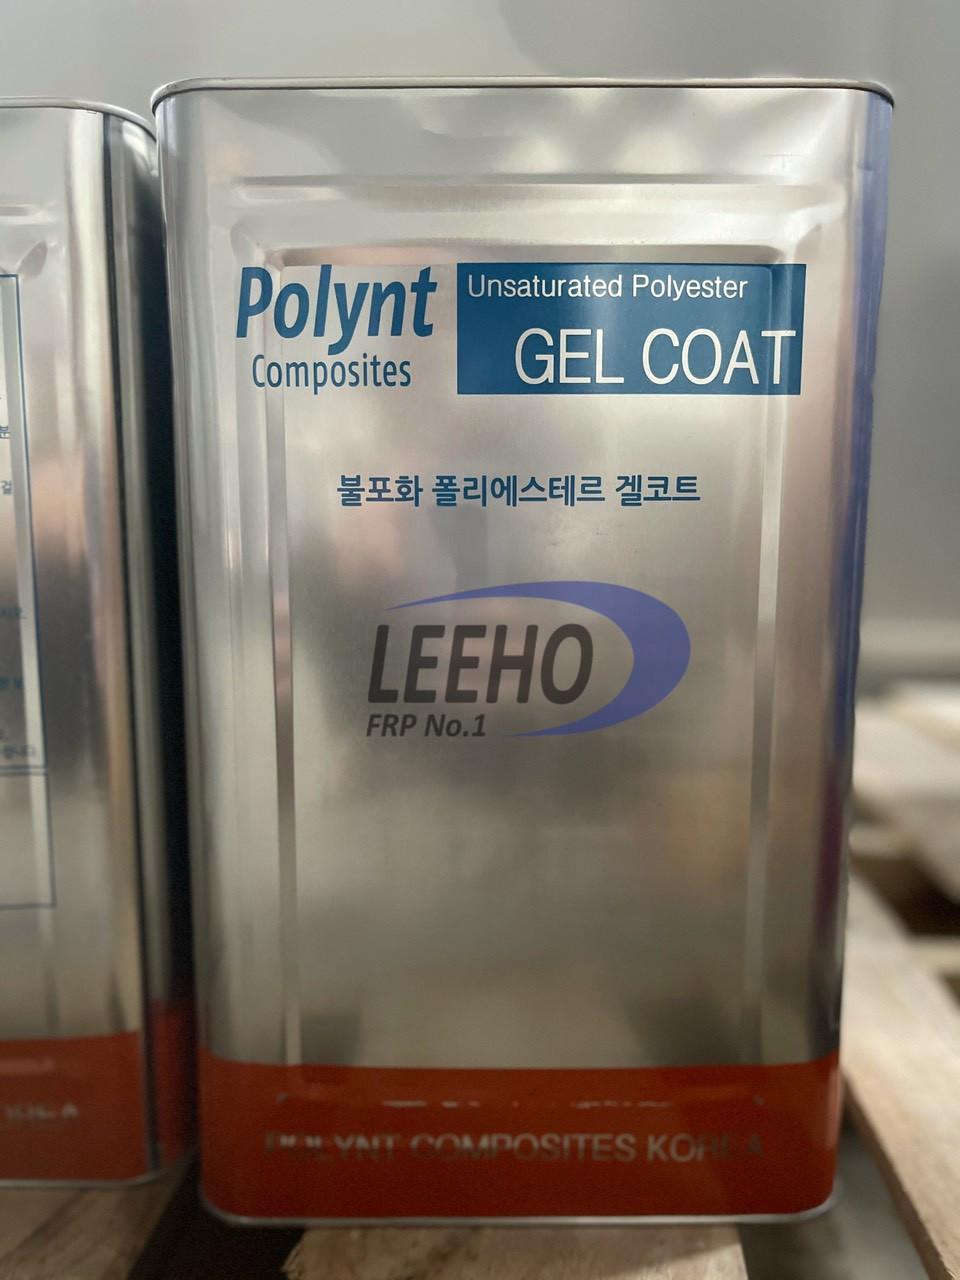 Polynt
Composites
Unsaturated Polyester
GEL COAT
불포화 폴리에스테르 겔코트
LEEHO
FRP No.1
POLYNT COMPOSITES KOREA